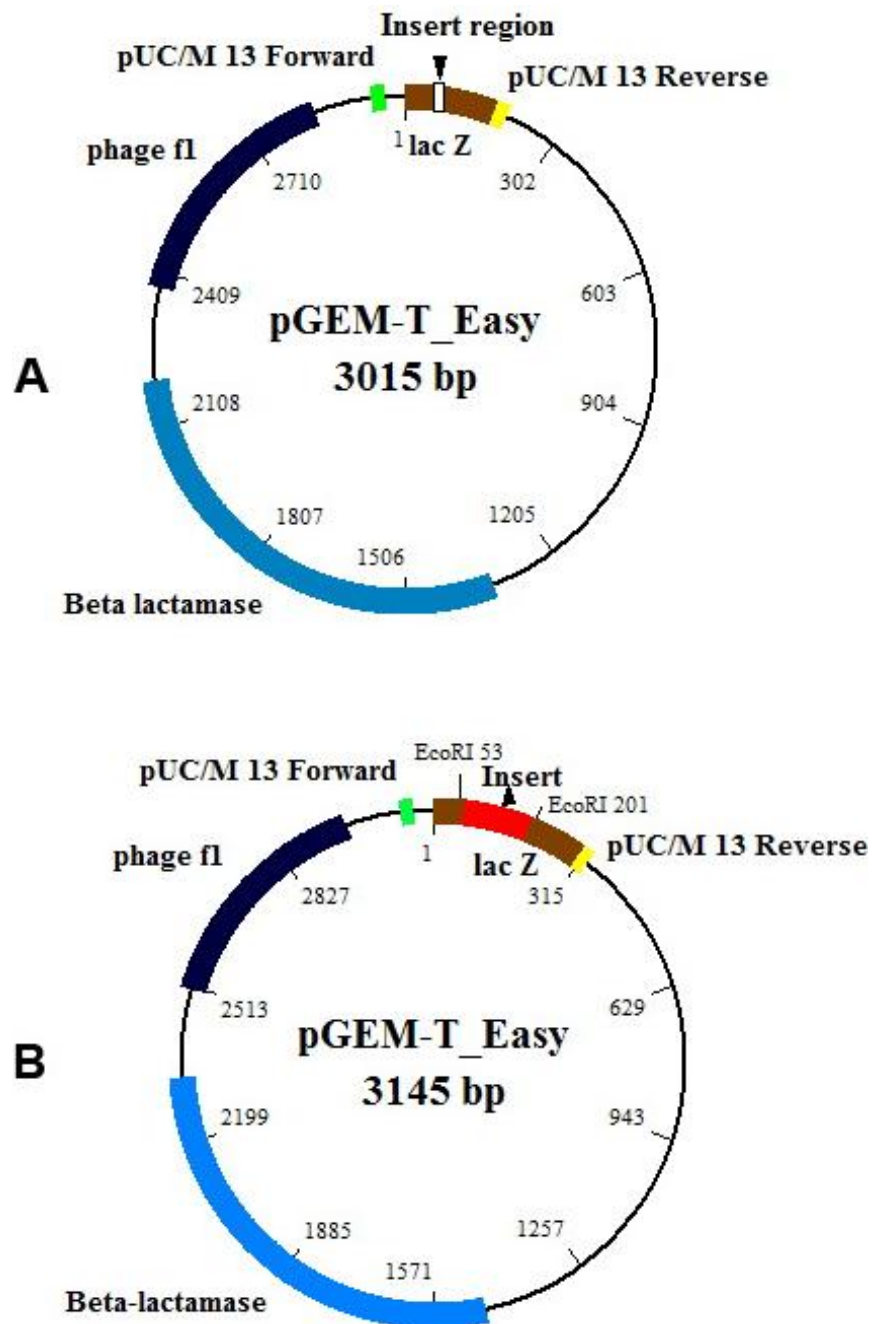 Insert region
pUC/M 13 Forward
pUC/M 13 Reverse
phage f1
1
lac Z
2710
302
2409
603
pGEM-T_Easy
3015 bp
A
2108
904
1807
1506
1205
Beta lactamase
EcoRI 53
pUC/M 13 Forward
Insert
EcoRI 201
phage f1
pUC/M 13 Reverse
1
lac Z
2827
315
2513
629
pGEM-T_Easy
3145 bp
B
2199
943
1885
1571
1257
Beta-lactamase